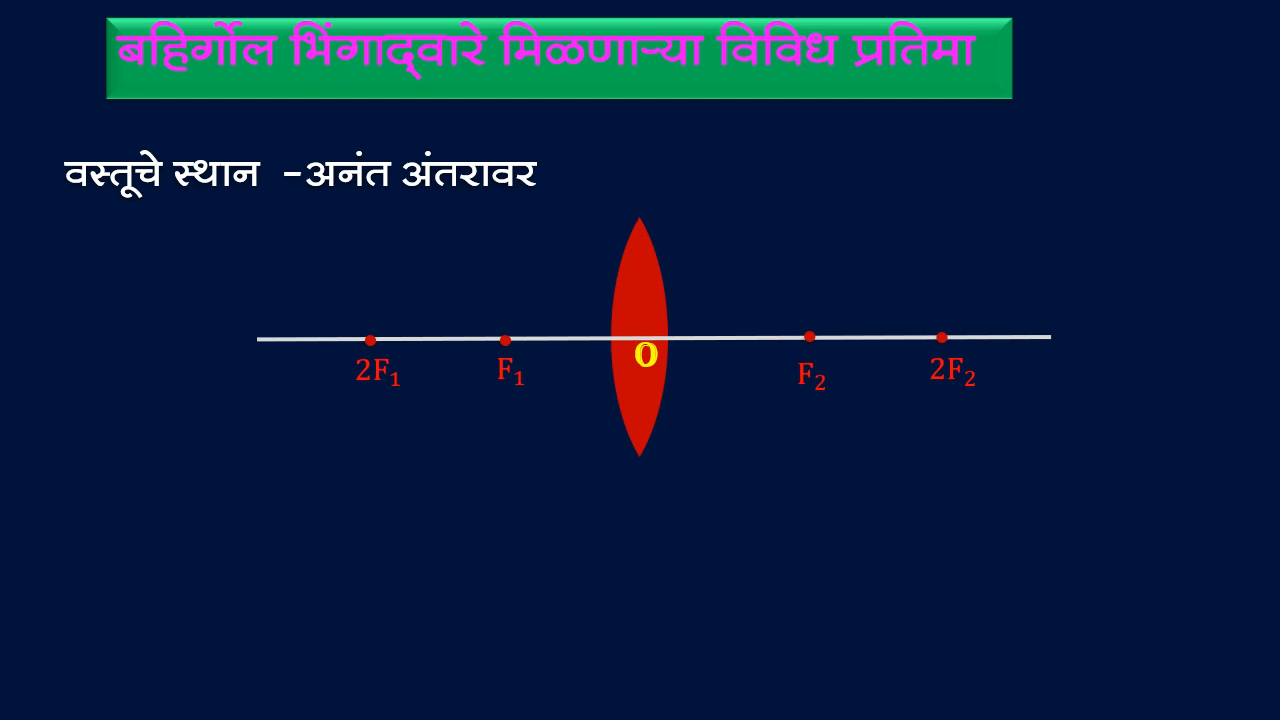 बहिर्गोल भिंगाद्‌वारे मिळणाऱ्या विविध प्रतिमा
वस्तूचे स्थान -अनंत अंतरावर
O
2F₁ F₁ F₂ 2F₂